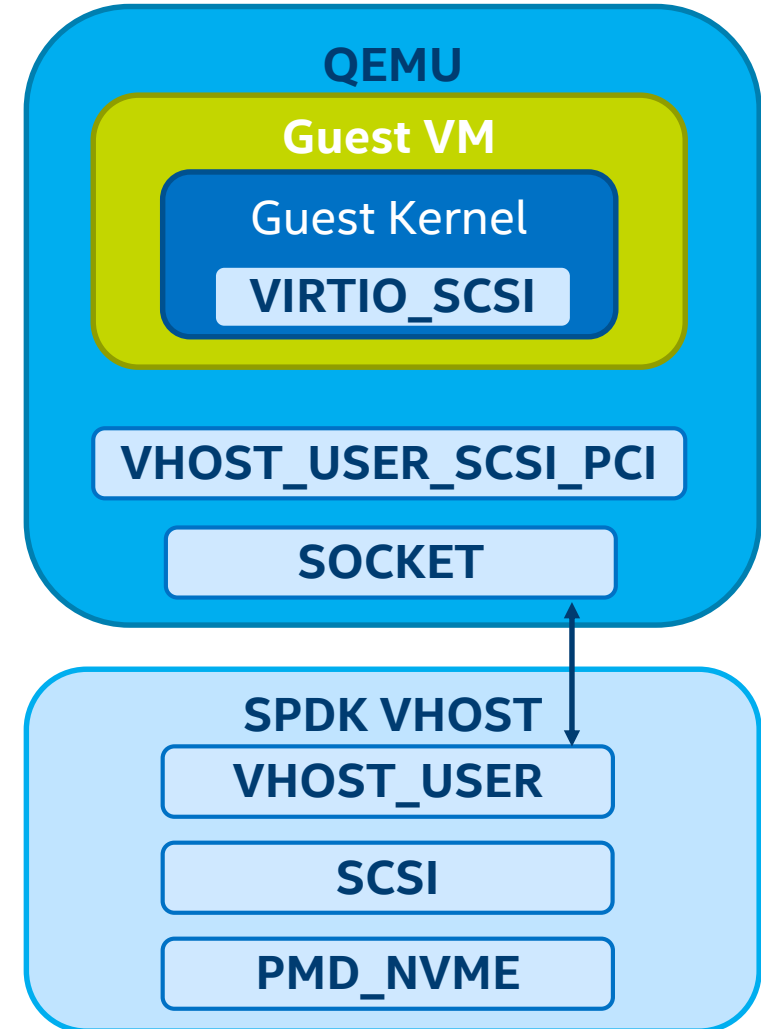 QEMU
Guest VM
Guest Kernel
VIRTIO_SCSI
VHOST_USER_SCSI_PCI
SOCKET
SPDK VHOST
VHOST_USER
SCSI
PMD_NVME